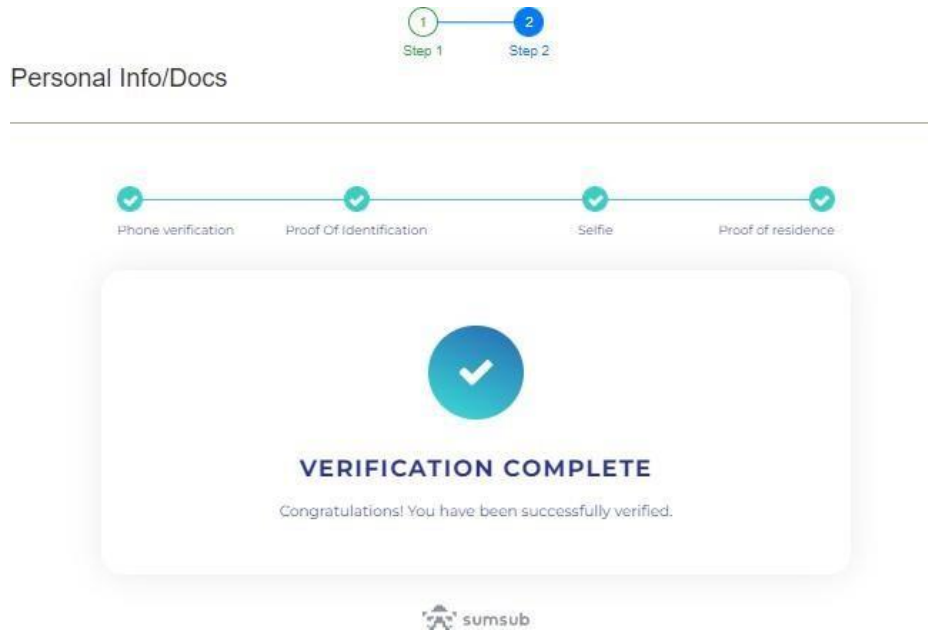 1 2
Step 1 Step 2
Personal Info/Docs
Phone verification Proof Of Identification Selfie Proof of residence
VERIFICATION COMPLETE
Congratulations! You have been successfully verified.
sumsub